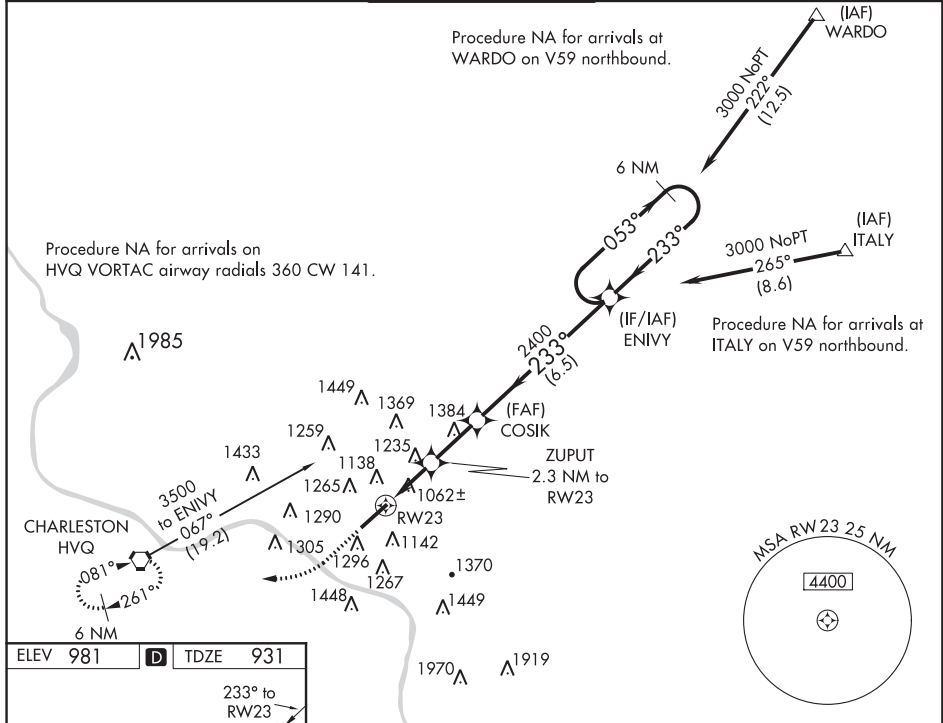 (IAF)
WARDO
Procedure NA for arrivals at
WARDO on V59 northbound.
3000 NoPT
222°
(12.5)
6 NM
053°
233°
(IAF)
ITALY
3000 NoPT
265°
(8.6)
Procedure NA for arrivals on
HVQ VORTAC airway radials 360 CW 141.
(IF/IAF)
ENIVY
Procedure NA for arrivals at
ITALY on V59 northbound.
2400
233°
(6.5)
1985
1449
1369
1384
(FAF)
COSIK
1259
1235
ZUPUT
2.3 NM to
RW23
1433
1138
1265
1062±
3500
to ENIVY
067°
(19.2)
1290
RW23
CHARLESTON
HVQ
1305
1296
1142
MSA RW 23 25 NM
081°
261°
1267
1370
4400
1448
1449
6 NM
ELEV 981 D TDZE 931
1970
1919
233° to
RW23